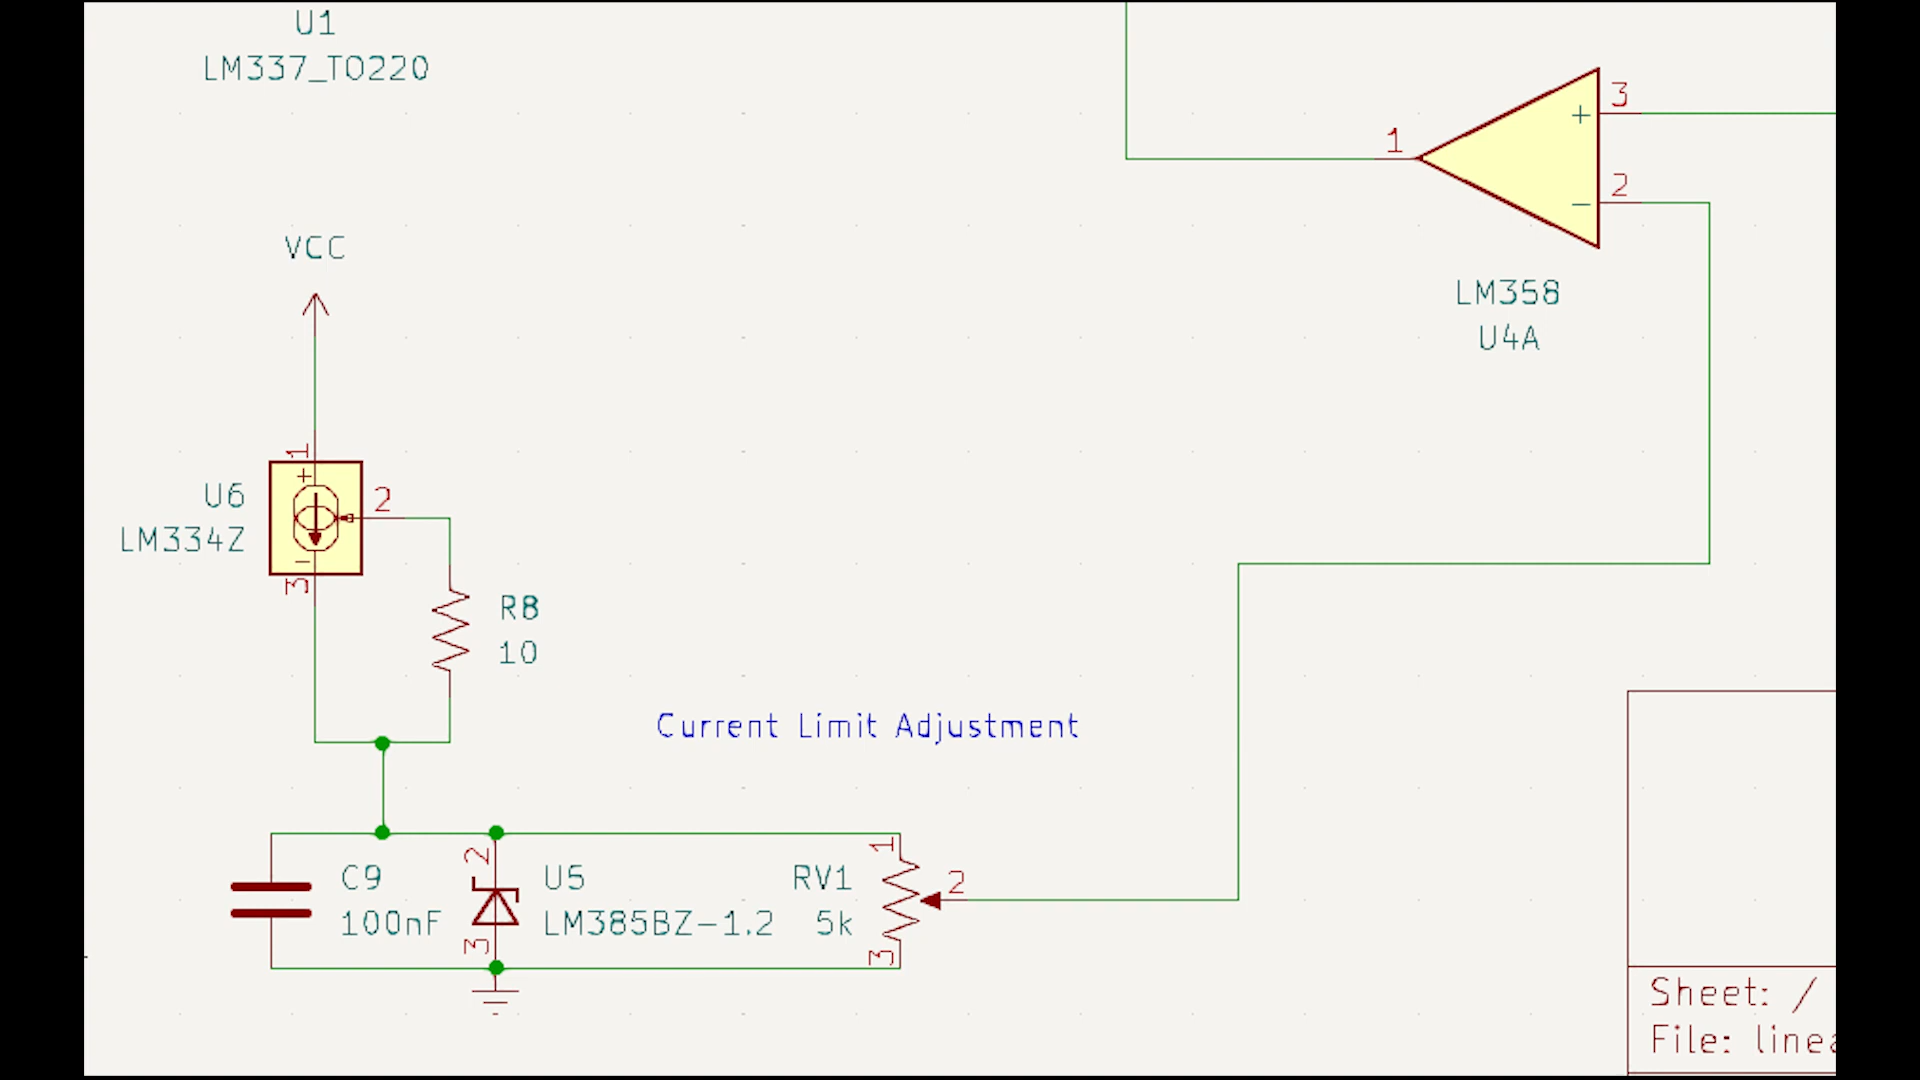 U1
LM337_TO220
3
+
1
2
−
LM358
U4A
VCC
1
+
U6
LM334Z
2
−
3
R8
10
Current Limit Adjustment
2
C9
100nF
U5
LM385BZ-1.2
3
1
RV1
5k
2
3
Sheet: /
File: linea